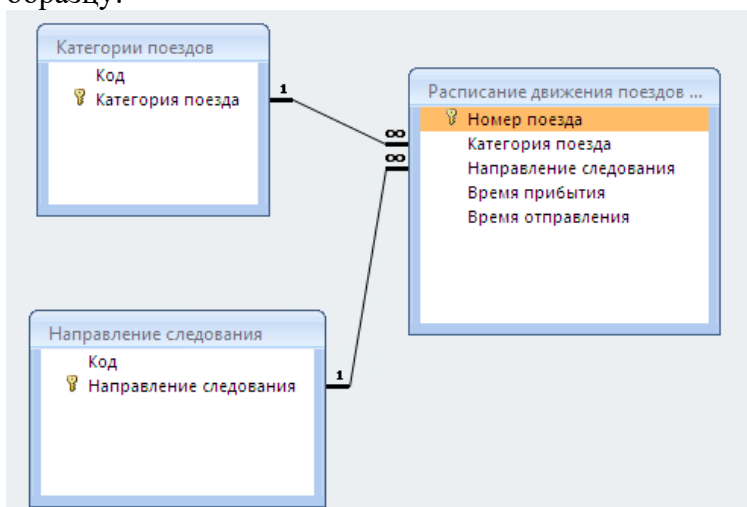 образцу.
Категории поездов
Код
Категория поезда
1
∞
∞
Расписание движения поездов ...
Номер поезда
Категория поезда
Направление следования
Время прибытия
Время отправления
Направление следования
Код
Направление следования
1